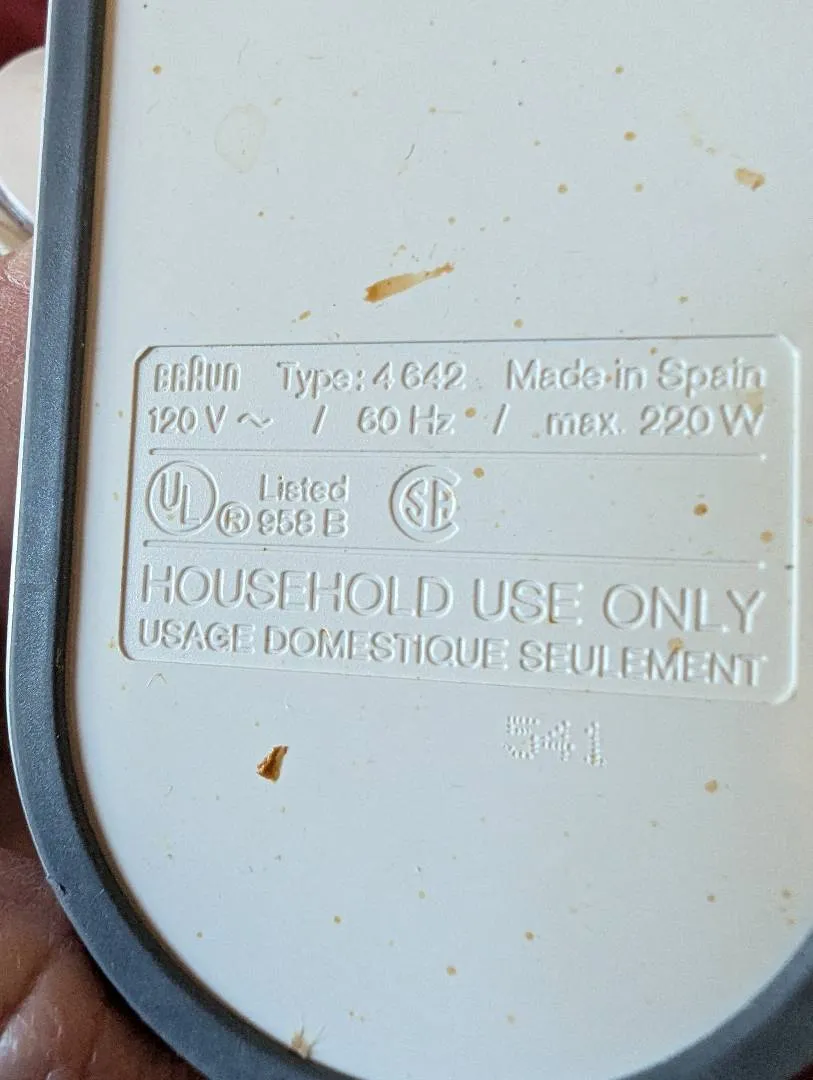 BRAUN Type: 4 642 Made in Spain
120 V ~ / 60 Hz / max. 220 W
UL ® Listed 958 B SA
HOUSEHOLD USE ONLY
USAGE DOMESTIQUE SEULEMENT
541